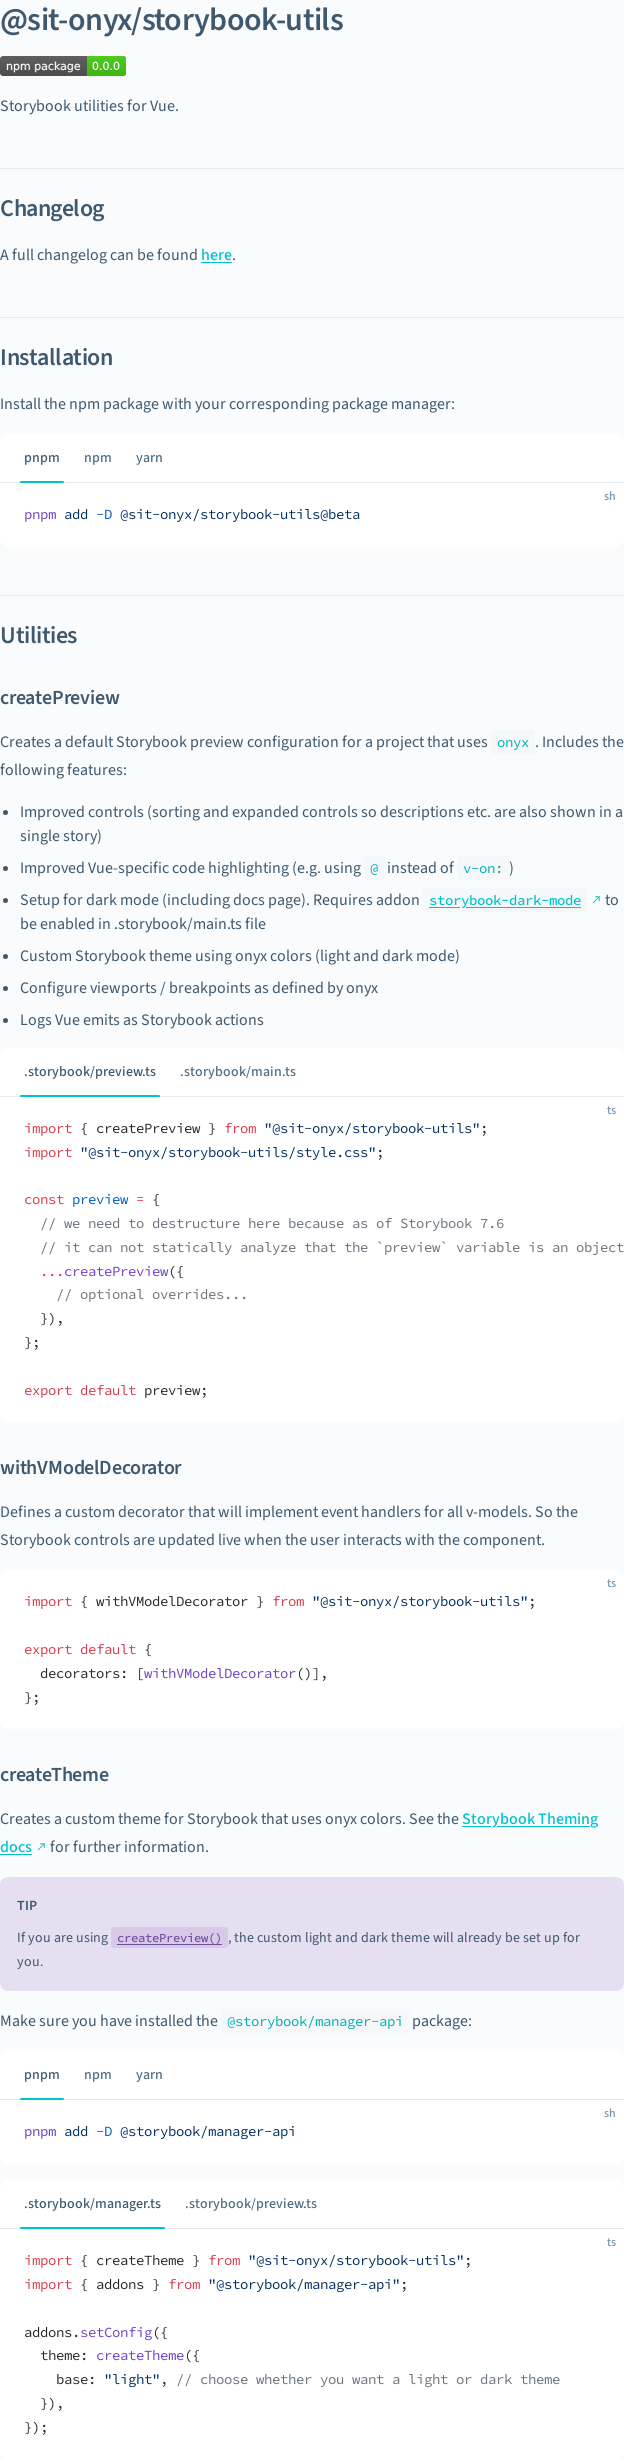 @sit-onyx/storybook-utils
npm package 0.0.0
Storybook utilities for Vue.
Changelog
A full changelog can be found here.
Installation
Install the npm package with your corresponding package manager:
pnpm npm yarn
sh
pnpm add -D @sit-onyx/storybook-utils@beta
Utilities
createPreview
Creates a default Storybook preview configuration for a project that uses onyx. Includes the
following features:
• Improved controls (sorting and expanded controls so descriptions etc. are also shown in a
single story)
• Improved Vue-specific code highlighting (e.g. using @ instead of v-on: )
• Setup for dark mode (including docs page). Requires addon storybook-dark-mode ↗ to
be enabled in .storybook/main.ts file
• Custom Storybook theme using onyx colors (light and dark mode)
• Configure viewports / breakpoints as defined by onyx
• Logs Vue emits as Storybook actions
.storybook/preview.ts .storybook/main.ts
ts
import { createPreview } from "@sit-onyx/storybook-utils";
import "@sit-onyx/storybook-utils/style.css";
const preview = {
  // we need to destructure here because as of Storybook 7.6
  // it can not statically analyze that the `preview` variable is an object
  ...createPreview({
    // optional overrides...
  }),
};
export default preview;
withVModelDecorator
Defines a custom decorator that will implement event handlers for all v-models. So the
Storybook controls are updated live when the user interacts with the component.
ts
import { withVModelDecorator } from "@sit-onyx/storybook-utils";
export default {
  decorators: [withVModelDecorator()],
};
createTheme
Creates a custom theme for Storybook that uses onyx colors. See the Storybook Theming
docs ↗ for further information.
TIP
If you are using createPreview() , the custom light and dark theme will already be set up for
you.
Make sure you have installed the @storybook/manager-api package:
pnpm npm yarn
sh
pnpm add -D @storybook/manager-api
.storybook/manager.ts .storybook/preview.ts
ts
import { createTheme } from "@sit-onyx/storybook-utils";
import { addons } from "@storybook/manager-api";
addons.setConfig({
  theme: createTheme({
    base: "light", // choose whether you want a light or dark theme
  }),
});